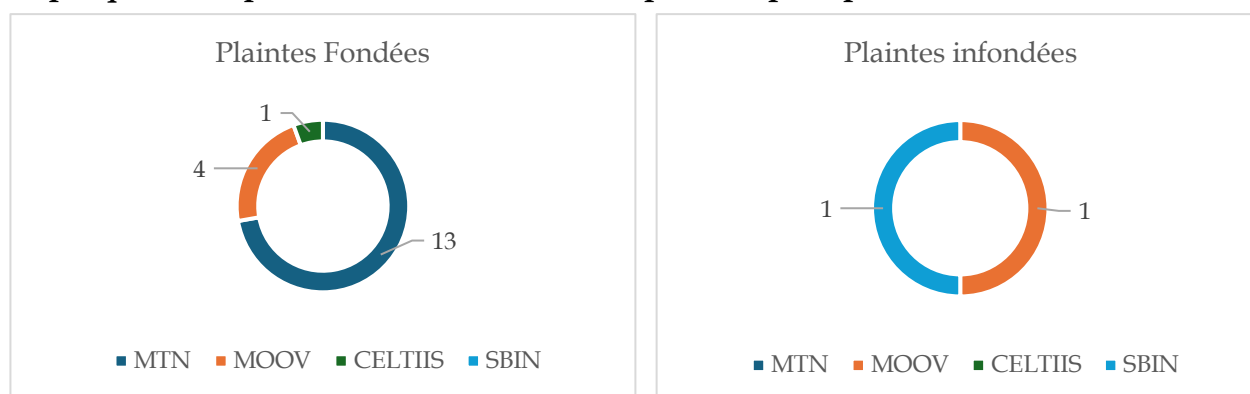 Plaintes Fondées
1
4
13
MTN MOOV CELTIIS SBIN
Plaintes infondées
1
1
MTN MOOV CELTIIS SBIN